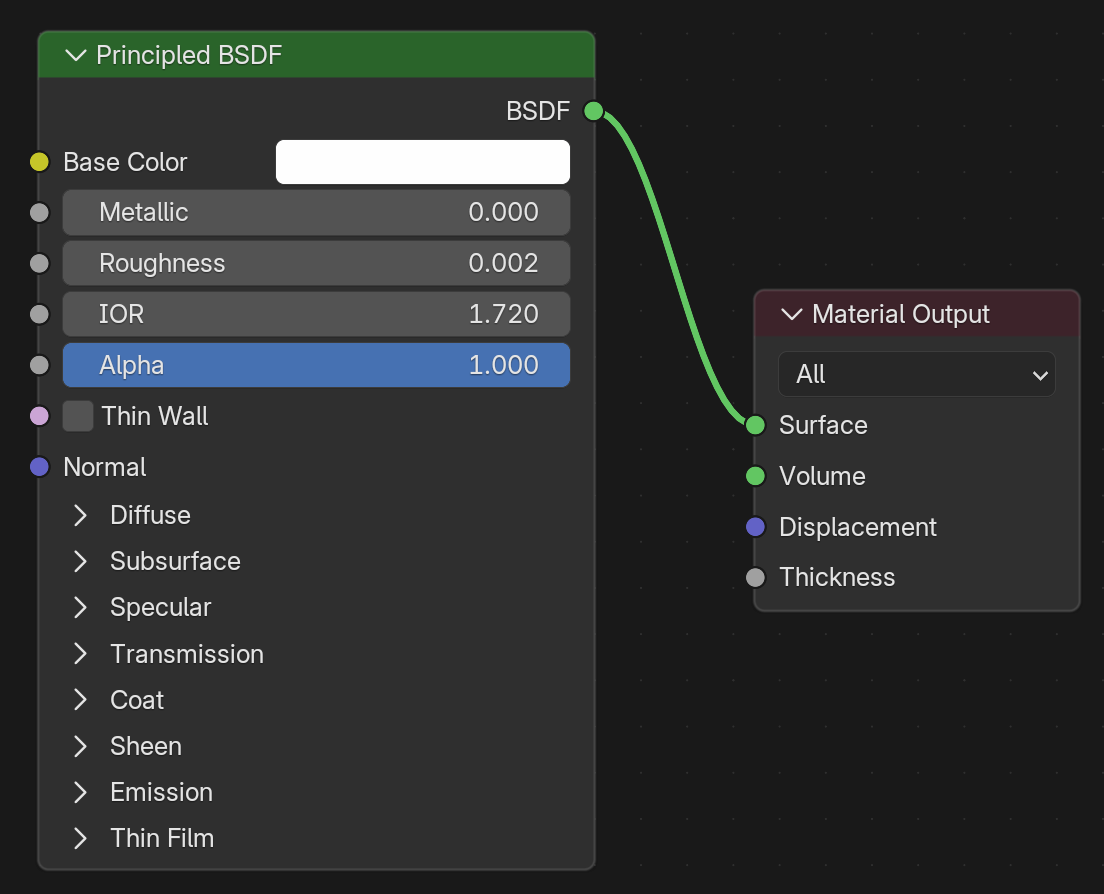 Principled BSDF
BSDF
Base Color
Metallic 0.000
Roughness 0.002
IOR 1.720
Alpha 1.000
Thin Wall
Normal
Diffuse
Subsurface
Specular
Transmission
Coat
Sheen
Emission
Thin Film
Material Output
All
Surface
Volume
Displacement
Thickness